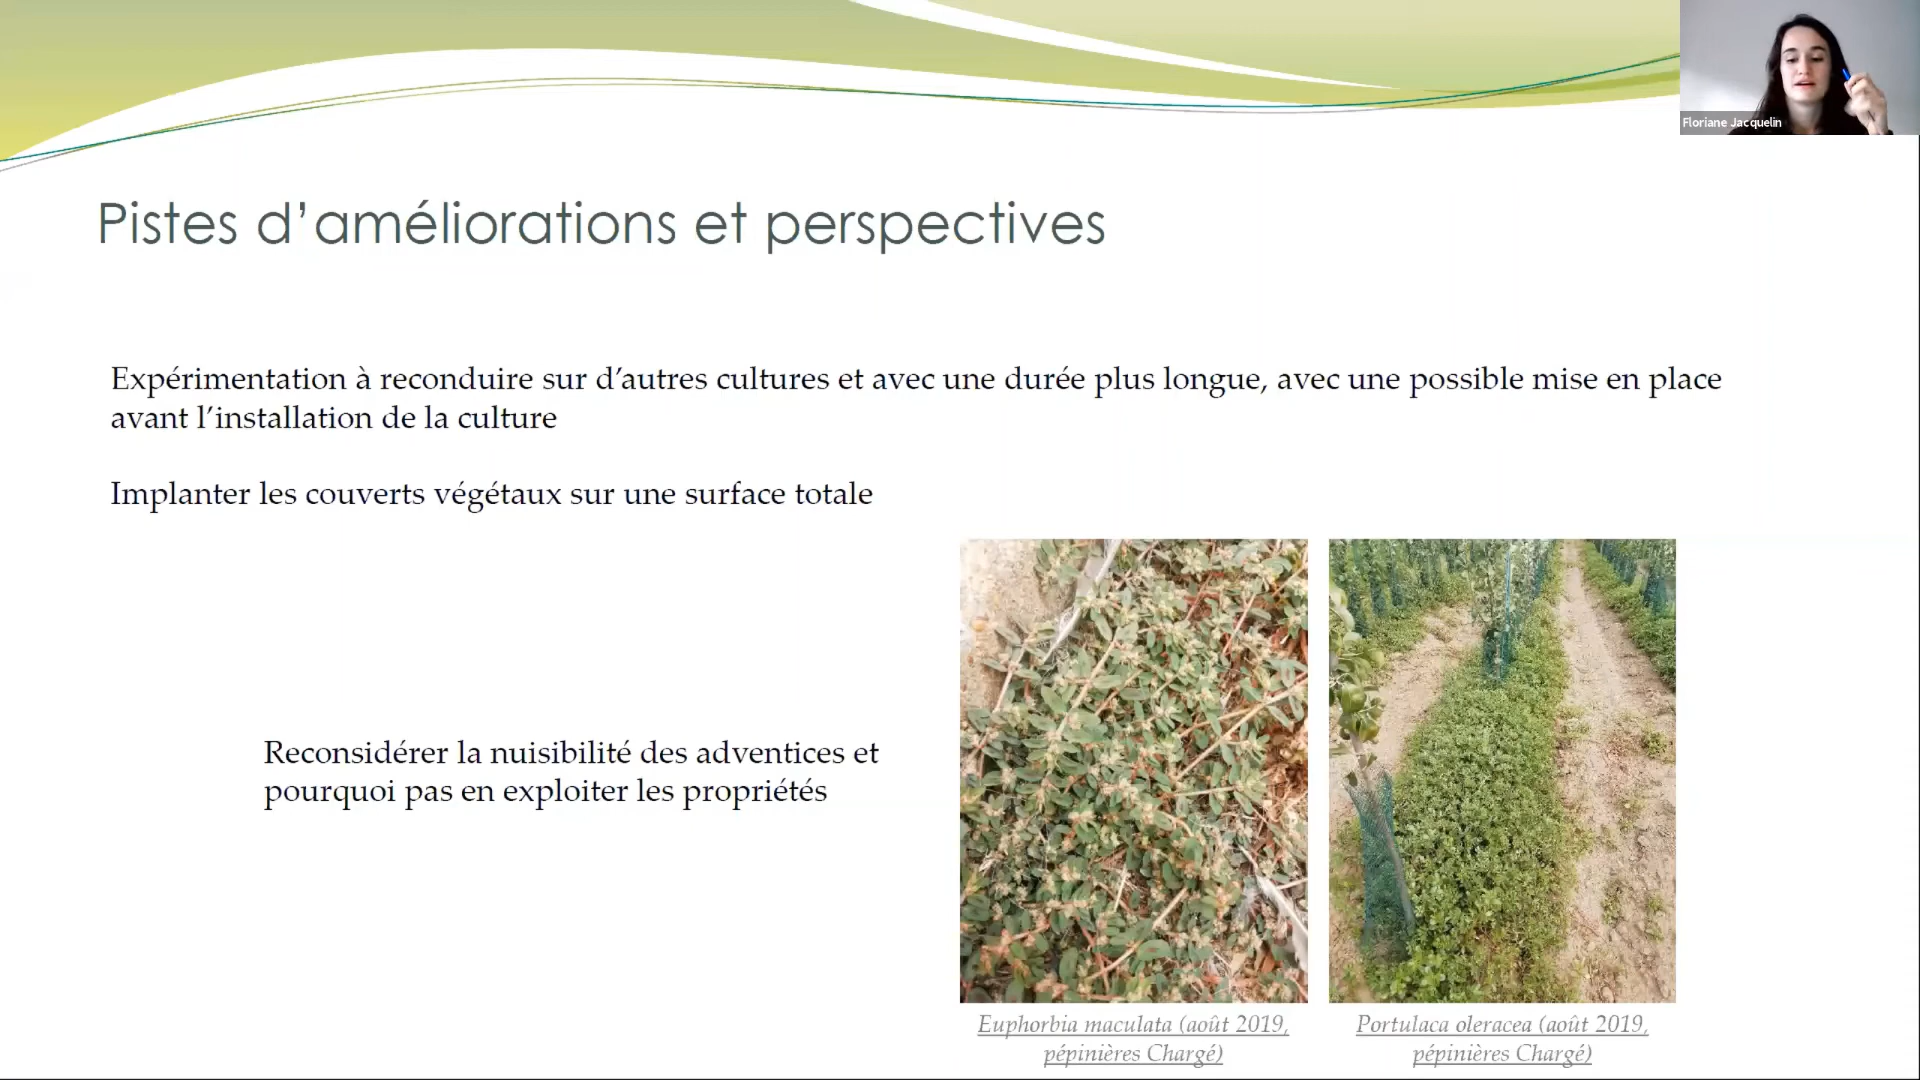 Floriane Jacquelin
Pistes d’améliorations et perspectives
Expérimentation à reconduire sur d’autres cultures et avec une durée plus longue, avec une possible mise en place
avant l’installation de la culture
Implanter les couverts végétaux sur une surface totale
Reconsidérer la nuisibilité des adventices et
pourquoi pas en exploiter les propriétés
Euphorbia maculata (août 2019,
pépinières Chargé)
Portulaca oleracea (août 2019,
pépinières Chargé)